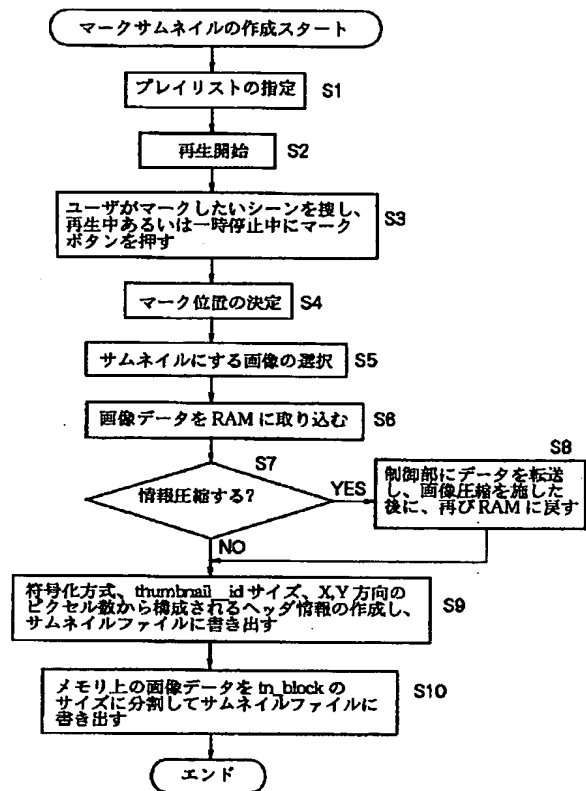 マークサムネイルの作成スタート
プレイリストの指定
S1
再生開始
S2
ユーザがマークしたいシーンを捜し、
再生中あるいは一時停止中にマーク
ボタンを押す
S3
マーク位置の決定
S4
サムネイルにする画像の選択
S5
画像データをRAMに取り込む
S6
S7
情報圧縮する?
YES
NO
S8
制御部にデータを転送
し、画像圧縮を施した
後に、再びRAMに戻す
符号化方式、thumbnail_idサイズ、X,Y方向の
ピクセル数から構成されるヘッダ情報の作成し、
サムネイルファイルに書き出す
S9
メモリ上の画像データをtn_blockの
サイズに分割してサムネイルファイルに
書き出す
S10
エンド